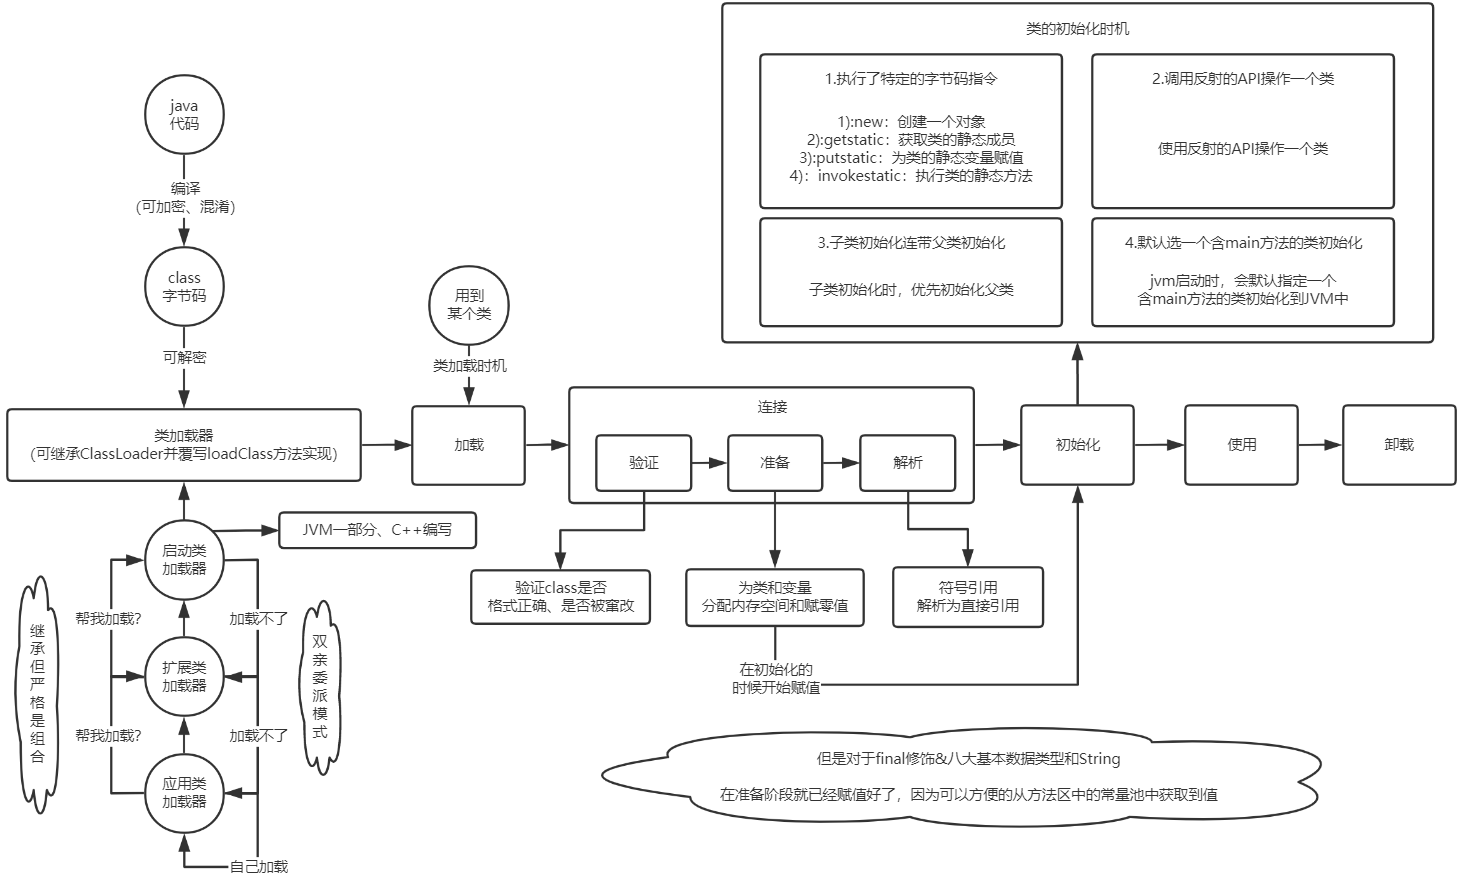 java
代码
编译
(可加密、混淆)
class
字节码
可解密
类加载器
(可继承ClassLoader并覆写loadClass方法实现)
启动类
加载器
JVM一部分、C++编写
帮我加载?
加载不了
扩展类
加载器
帮我加载?
加载不了
应用类
加载器
自己加载
继承但严格是组合
双亲委派模式
用到
某个类
类加载时机
加载
连接
验证
准备
解析
验证class是否
格式正确、是否被窜改
为类和变量
分配内存空间和赋零值
符号引用
解析为直接引用
在初始化的
时候开始赋值
初始化
使用
卸载
类的初始化时机
1.执行了特定的字节码指令
1):new：创建一个对象
2):getstatic：获取类的静态成员
3):putstatic：为类的静态变量赋值
4)：invokestatic：执行类的静态方法
2.调用反射的API操作一个类
使用反射的API操作一个类
3.子类初始化连带父类初始化
子类初始化时，优先初始化父类
4.默认选一个含main方法的类初始化
jvm启动时，会默认指定一个
含main方法的类初始化到JVM中
但是对于final修饰&八大基本数据类型和String
在准备阶段就已经赋值好了，因为可以方便的从方法区中的常量池中获取到值